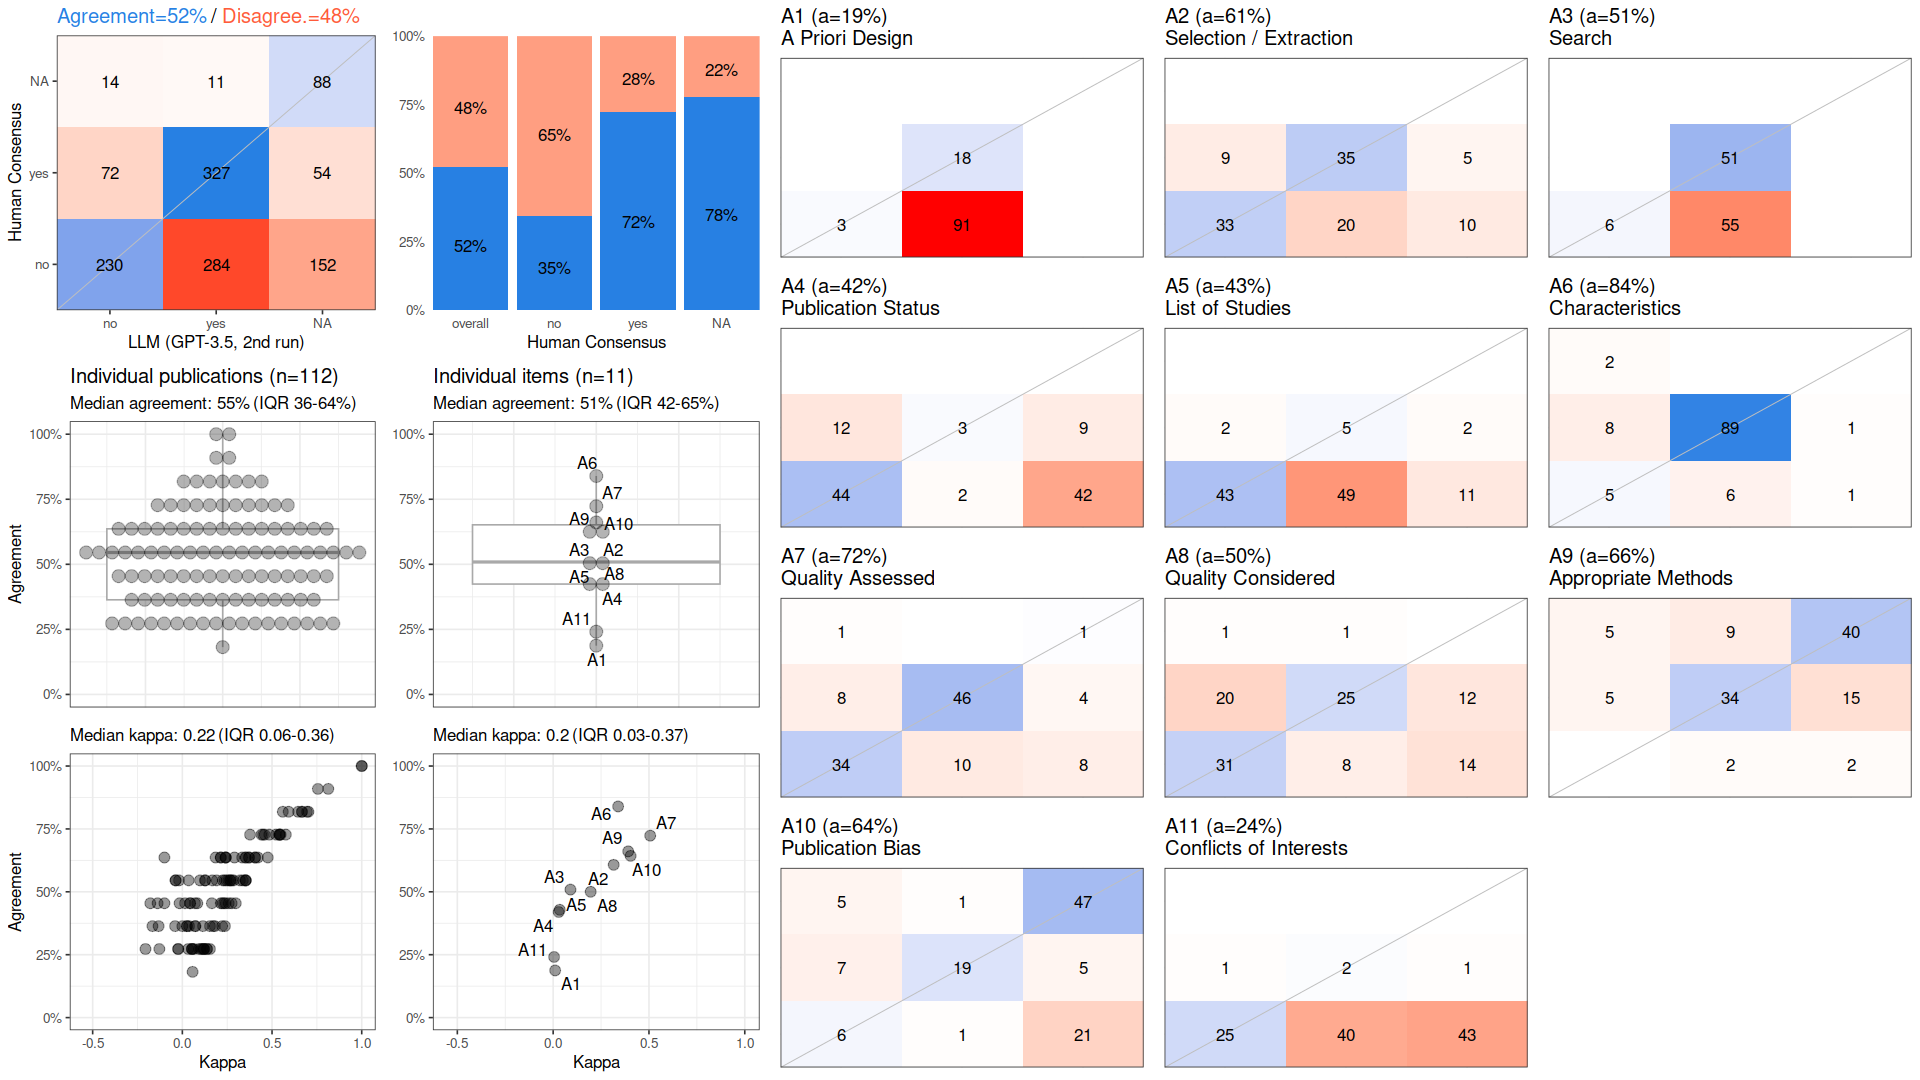 Agreement=52% / Disagree.=48%
Human Consensus
NA
yes
no
14 11 88
72 327 54
230 284 152
no yes NA
LLM (GPT-3.5, 2nd run)
100%
75%
50%
25%
0%
48% 65% 28% 22%
52% 35% 72% 78%
overall no yes NA
Human Consensus
Individual publications (n=112)
Median agreement: 55% (IQR 36-64%)
Agreement
100%
75%
50%
25%
0%
Individual items (n=11)
Median agreement: 51% (IQR 42-65%)
100%
75%
50%
25%
0%
A6
A7
A9 A10
A3 A2
A5 A8
A4
A11
A1
Median kappa: 0.22 (IQR 0.06-0.36)
Agreement
100%
75%
50%
25%
0%
-0.5 0.0 0.5 1.0
Kappa
Median kappa: 0.2 (IQR 0.03-0.37)
100%
75%
50%
25%
0%
A6
A7
A9
A10
A3 A2
A5 A8
A4
A11
A1
-0.5 0.0 0.5 1.0
Kappa
A1 (a=19%)
A Priori Design
18
3 91
A2 (a=61%)
Selection / Extraction
9 35 5
33 20 10
A3 (a=51%)
Search
51
6 55
A4 (a=42%)
Publication Status
12 3 9
44 2 42
A5 (a=43%)
List of Studies
2 5 2
43 49 11
A6 (a=84%)
Characteristics
2
8 89 1
5 6 1
A7 (a=72%)
Quality Assessed
1 1
8 46 4
34 10 8
A8 (a=50%)
Quality Considered
1 1
20 25 12
31 8 14
A9 (a=66%)
Appropriate Methods
5 9 40
5 34 15
2 2
A10 (a=64%)
Publication Bias
5 1 47
7 19 5
6 1 21
A11 (a=24%)
Conflicts of Interests
1 2 1
25 40 43